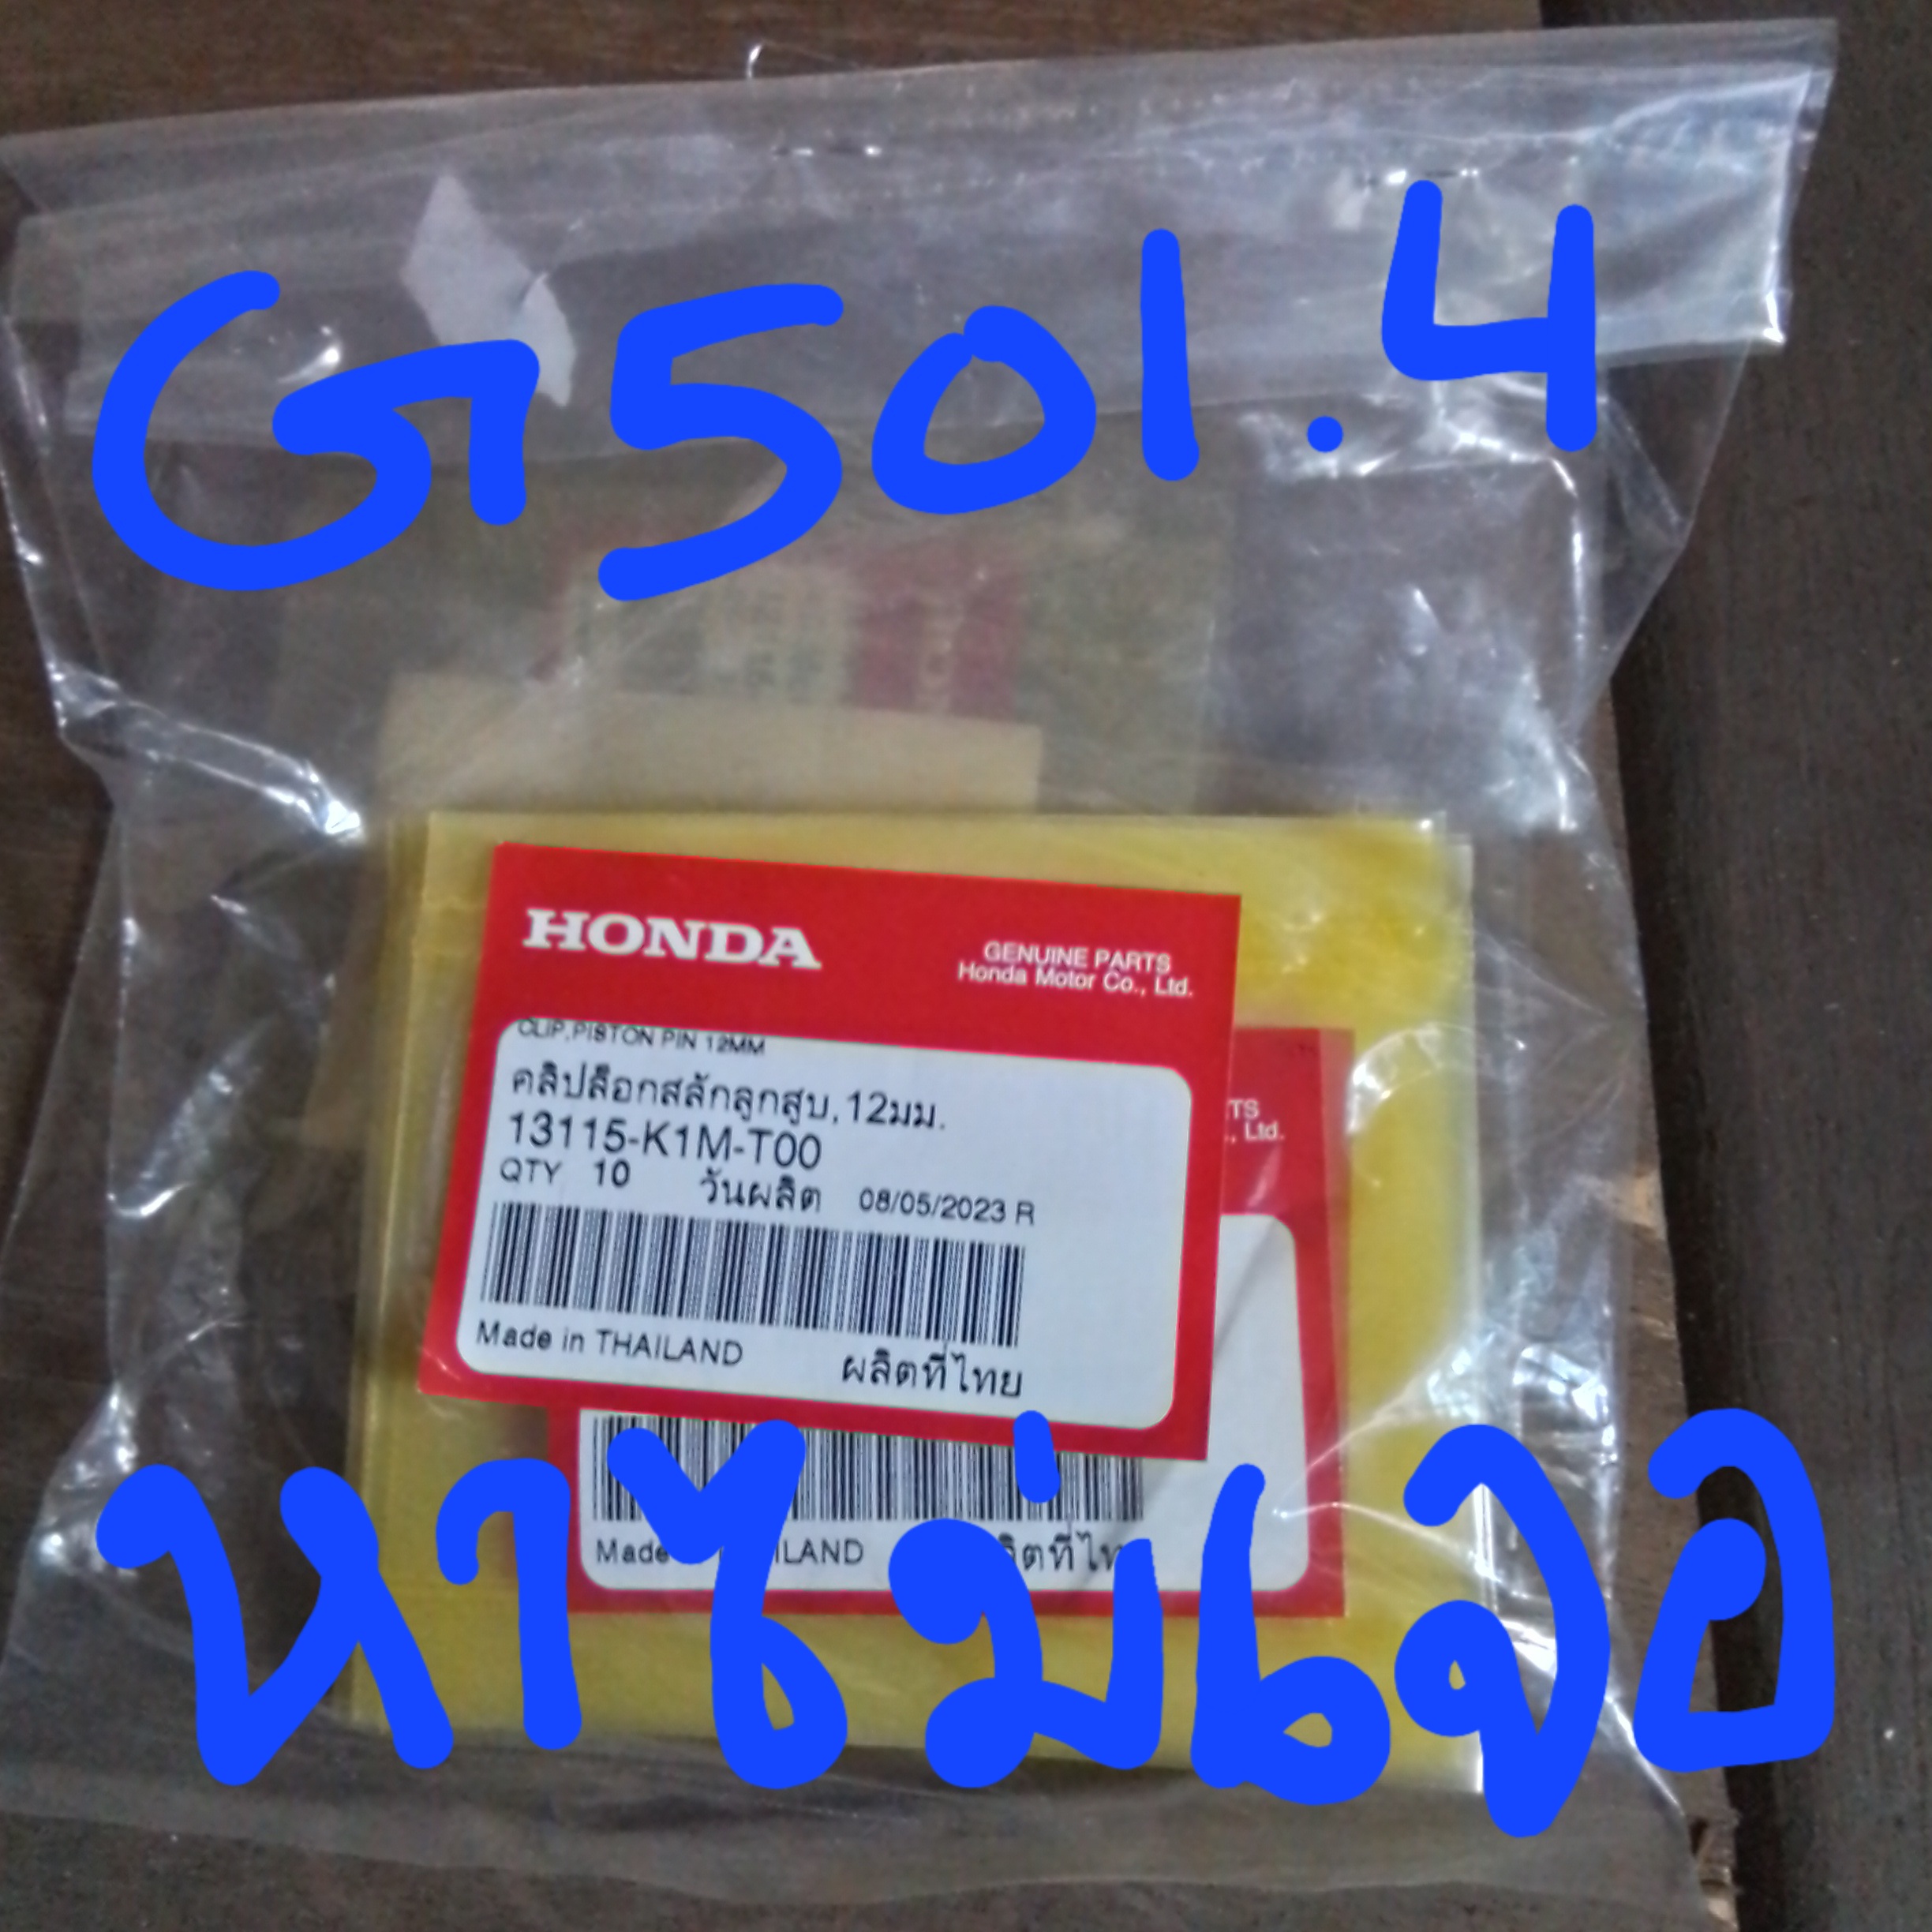 G501.4
HONDA
GENUINE PARTS
Honda Motor Co., Ltd.
CLIP,PISTON PIN 12MM
คลิปล็อกสลักลูกสูบ,12มม.
13115-K1M-T00
QTY 10 วันผลิต 08/05/2023 R
Made in THAILAND ผลิตที่ไทย
Ltd.
Made
หาไม่เจอ